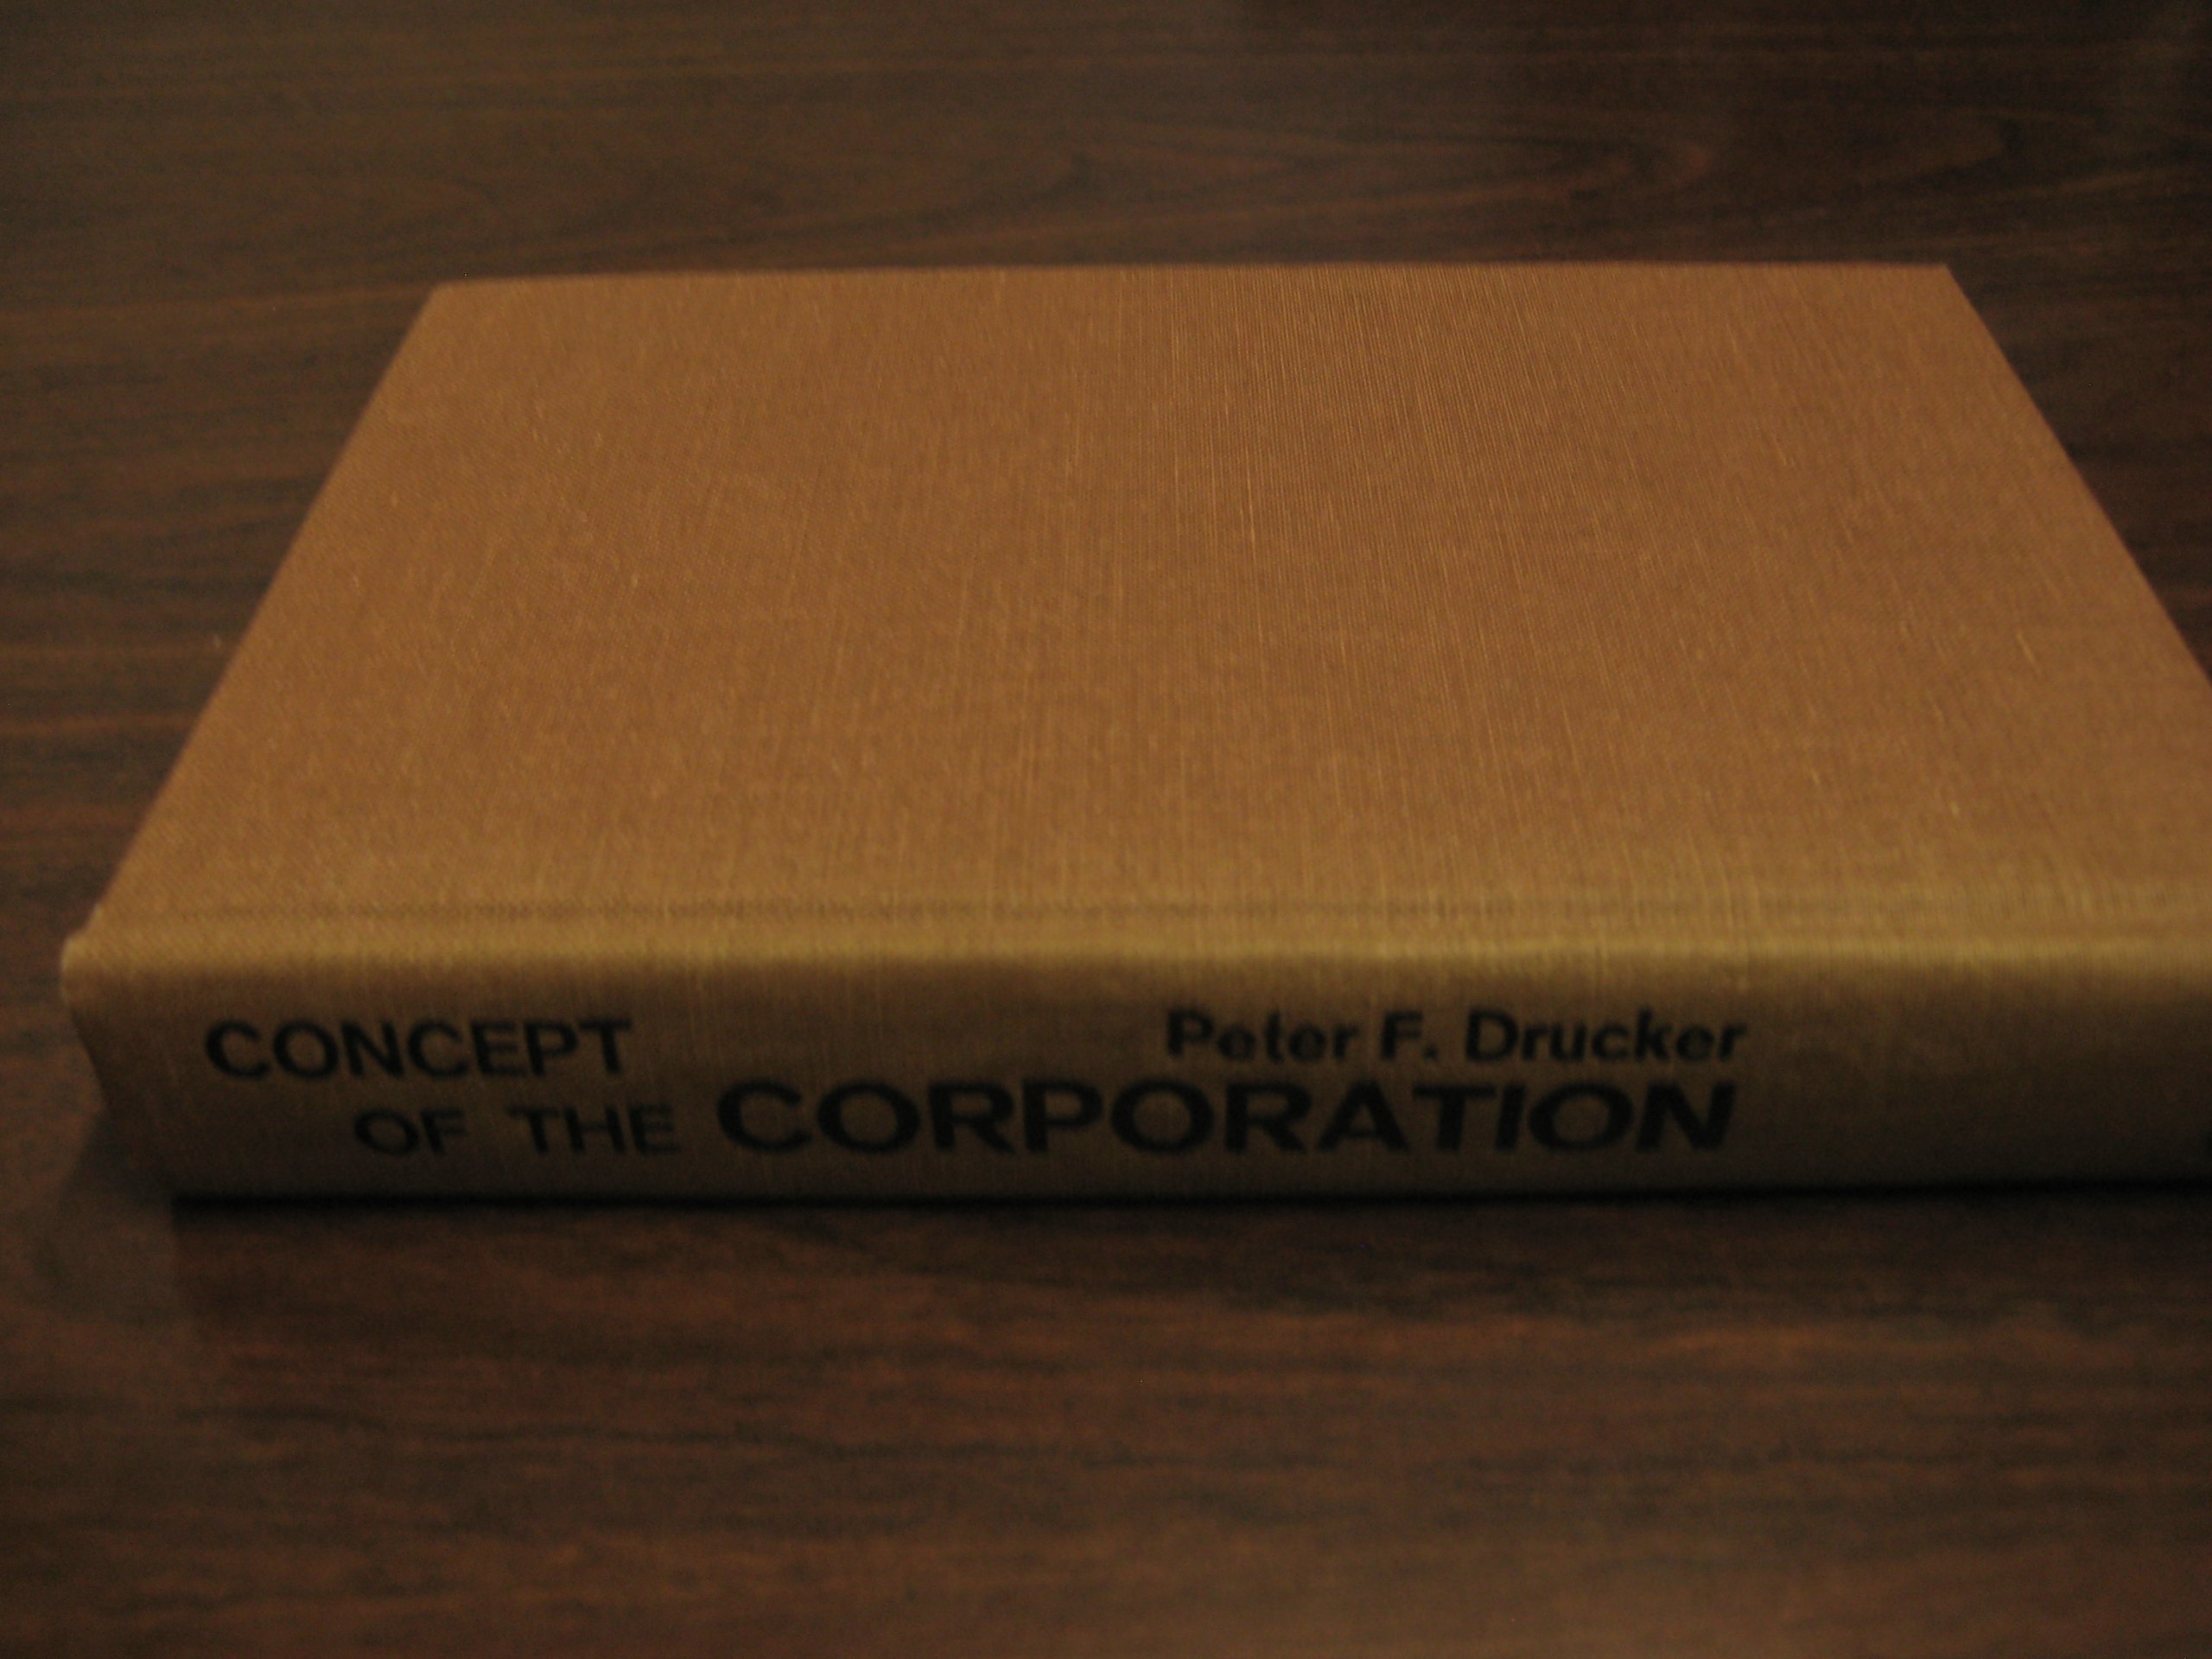 CONCEPT
OF THE CORPORATION
Peter F. Drucker